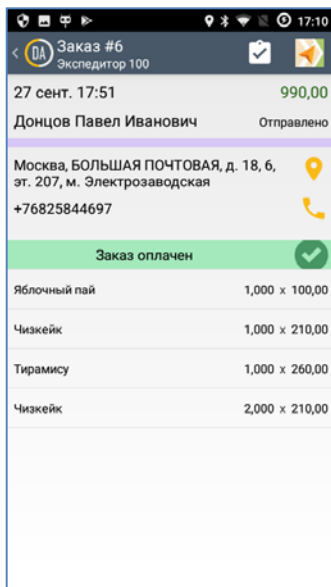 17:10
DA Заказ #6
Экспедитор 100
27 сент. 17:51 990,00
Донцов Павел Иванович Отправлено
Москва, БОЛЬШАЯ ПОЧТОВАЯ, д. 18, 6,
эт. 207, м. Электрозаводская
+76825844697
Заказ оплачен
Яблочный пай 1,000 x 100,00
Чизкейк 1,000 x 210,00
Тирамису 1,000 x 260,00
Чизкейк 2,000 x 210,00